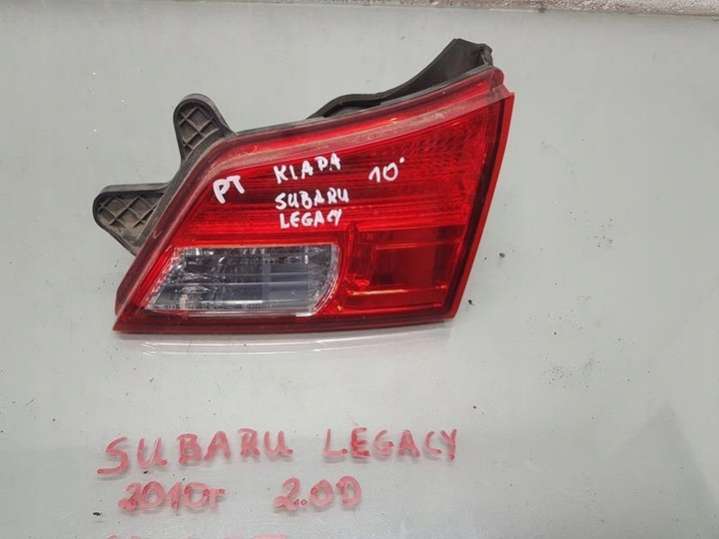 PT KLAPA 10'
SUBARU
LEGACY
SUBARU LEGACY
2010r 2.0D